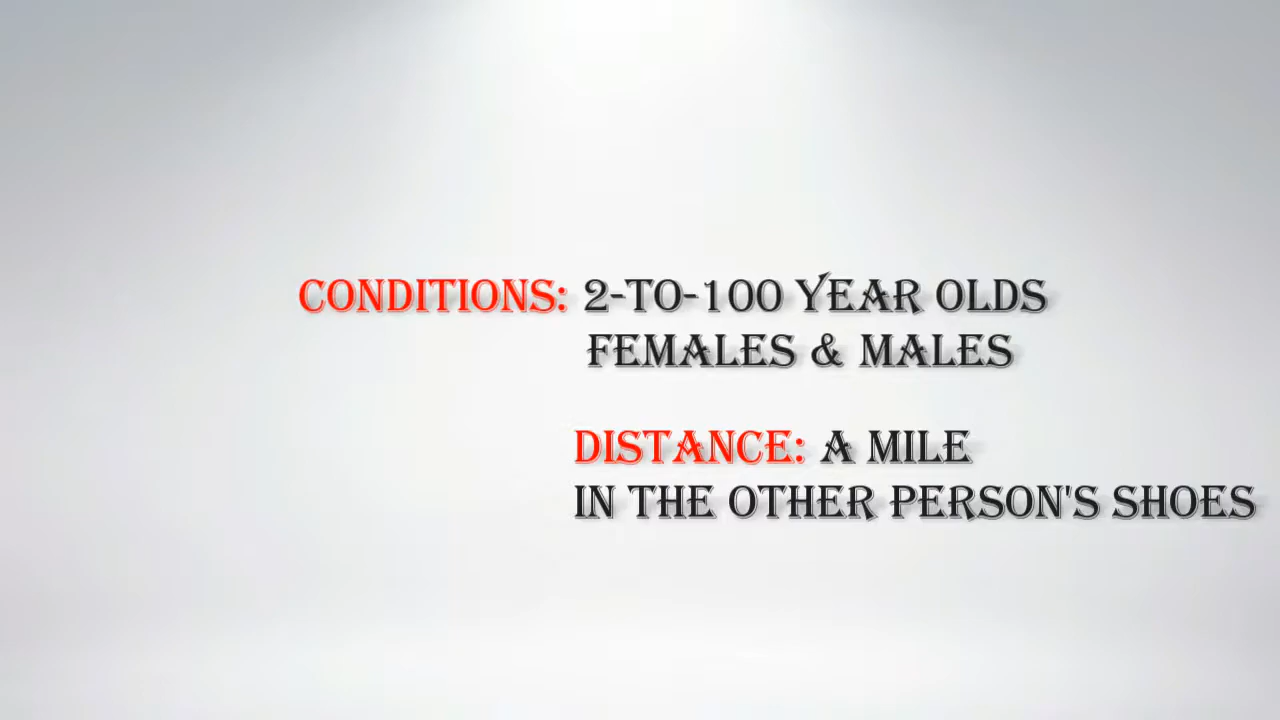 CONDITIONS: 2-TO-100 YEAR OLDS
FEMALES & MALES
DISTANCE: A MILE
IN THE OTHER PERSON'S SHOES